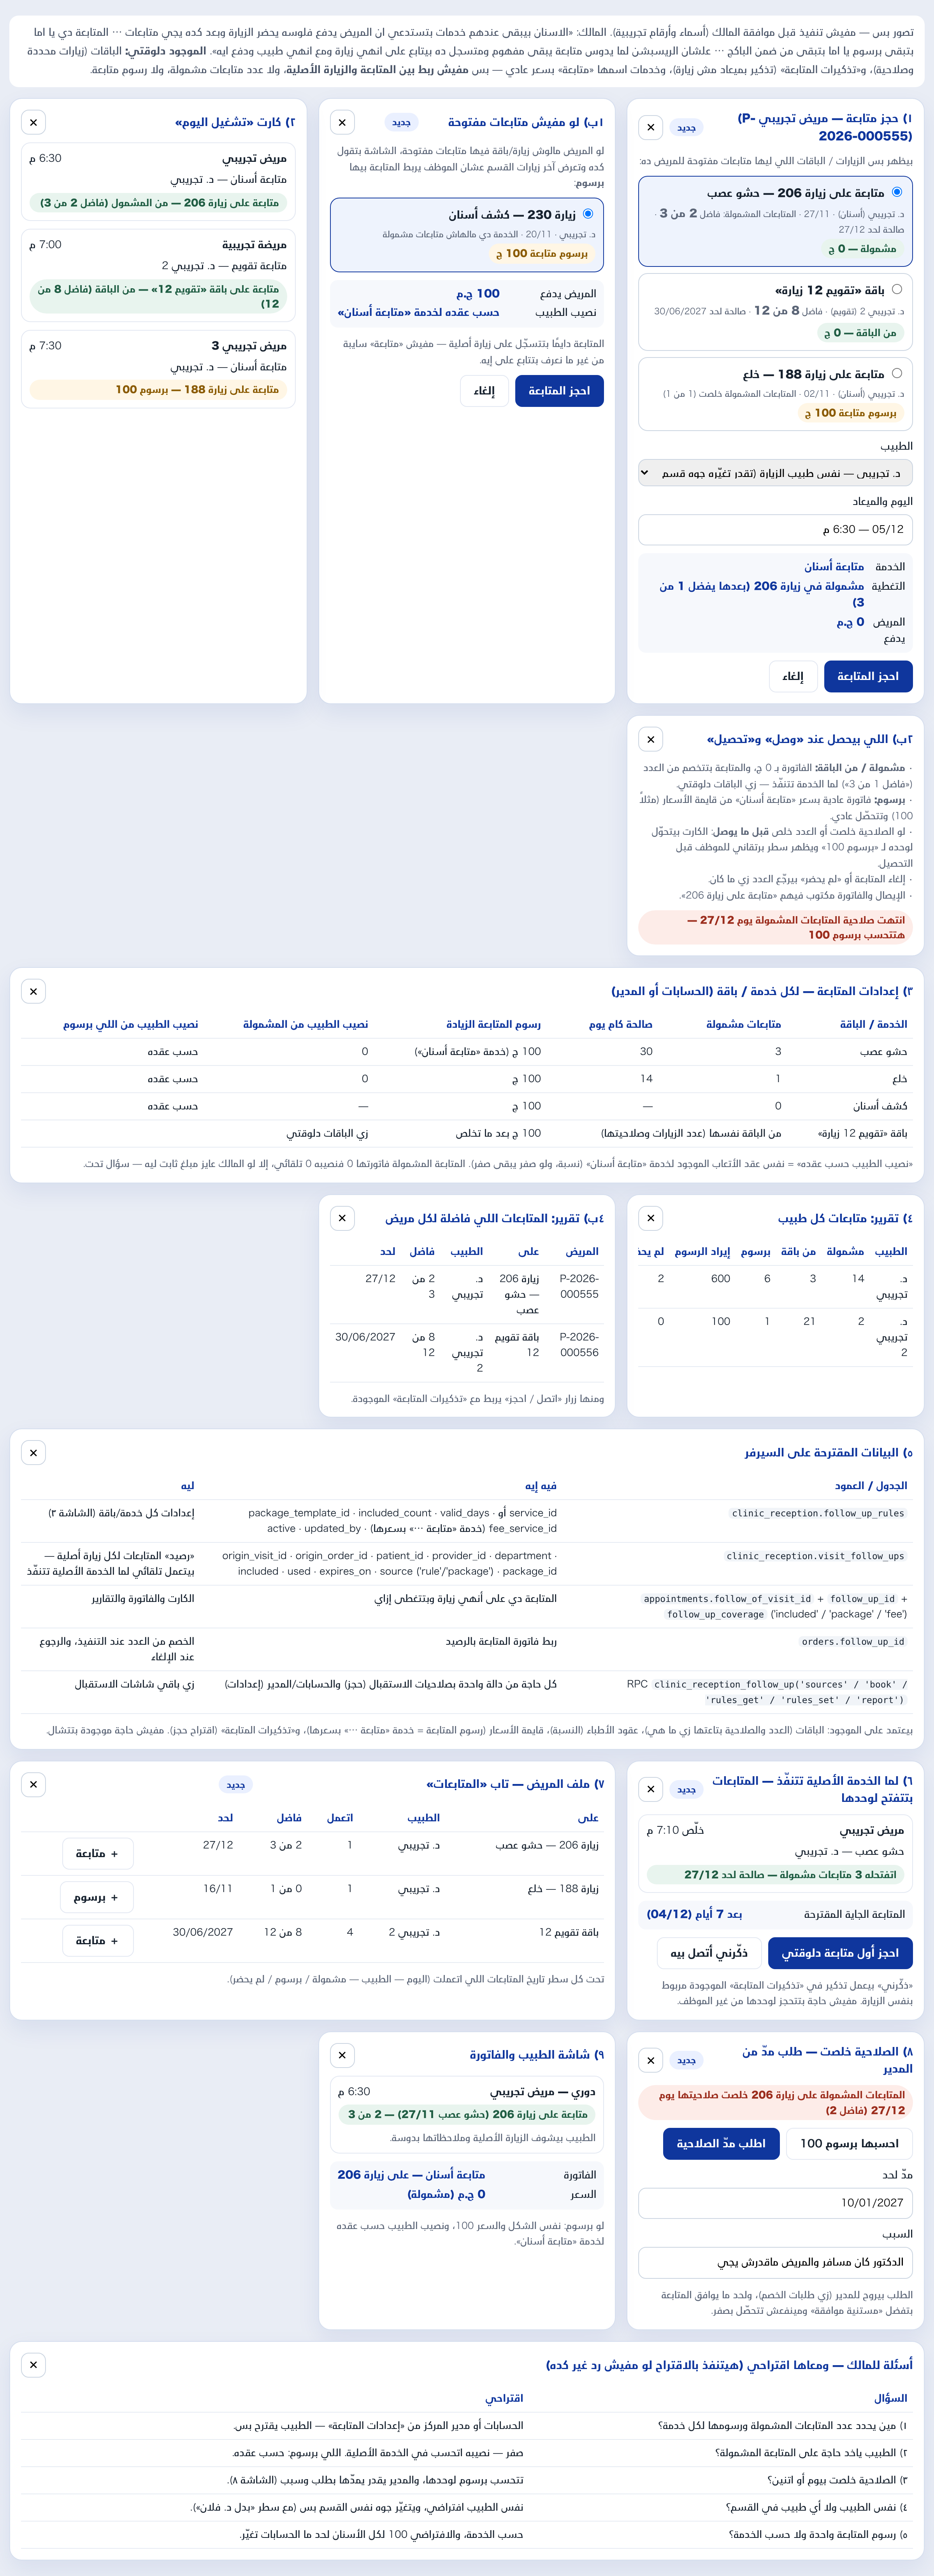 تصور بس — مفيش تنفيذ قبل موافقة المالك (أسماء وأرقام تجريبية). المالك: «الاسنان بيبقى عندهم خدمات بتستدعي ان المريض يدفع فلوسه يحضر الزيارة وبعد كده يجي متابعات ... المتابعة دي يا اما
بتبقى برسوم يا اما بتبقى من ضمن الباكج ... علشان الريسبشن لما يدوس متابعة يبقى مفهوم ومتسجل ده بيتابع على انهي زيارة ومع انهي طبيب ودفع ايه». الموجود دلوقتي: الباقات (زيارات محددة
وصلاحية)، و«تذكيرات المتابعة» (تذكير بميعاد مش زيارة)، وخدمات اسمها «متابعة» بسعر عادي — بس مفيش ربط بين المتابعة والزيارة الأصلية، ولا عدد متابعات مشمولة، ولا رسوم متابعة.
١) حجز متابعة — مريض تجريبي (P-
2026-000555)
جديد
×
بيظهر بس الزيارات / الباقات اللي ليها متابعات مفتوحة للمريض ده:
متابعة على زيارة 206 — حشو عصب
د. تجريبي (أسنان) · 27/11 · المتابعات المشمولة: فاضل 2 من 3 ·
صالحة لحد 27/12
مشمولة — 0 ج
باقة «تقويم 12 زيارة»
د. تجريبي 2 (تقويم) · فاضل 8 من 12 · صالحة لحد 30/06/2027
من الباقة — 0 ج
متابعة على زيارة 188 — خلع
د. تجريبي (أسنان) · 02/11 · المتابعات المشمولة خلصت (1 من 1)
برسوم متابعة 100 ج
الطبيب
د. تجريبي — نفس طبيب الزيارة (تقدر تغيّره جوه قسم
اليوم والميعاد
05/12 — 6:30 م
الخدمة متابعة أسنان
التغطية مشمولة في زيارة 206 (بعدها يفضل 1 من
3)
المريض 0 ج.م
يدفع
احجز المتابعة
إلغاء
١ب) لو مفيش متابعات مفتوحة
جديد
×
لو المريض مالوش زيارة/باقة فيها متابعات مفتوحة، الشاشة بتقول
كده وتعرض آخر زيارات القسم عشان الموظف يربط المتابعة بيها
برسوم:
زيارة 230 — كشف أسنان
د. تجريبي · 20/11 · الخدمة دي مالهاش متابعات مشمولة
برسوم متابعة 100 ج
المريض يدفع 100 ج.م
نصيب الطبيب حسب عقده لخدمة «متابعة أسنان»
المتابعة دايمًا بتتسجّل على زيارة أصلية — مفيش «متابعة» سايبة
من غير ما نعرف بتتابع على إيه.
احجز المتابعة
إلغاء
٢) كارت «تشغيل اليوم»
×
مريض تجريبي 6:30 م
متابعة أسنان — د. تجريبي
متابعة على زيارة 206 — من المشمول (فاضل 2 من 3)
مريضة تجريبية 7:00 م
متابعة تقويم — د. تجريبي 2
متابعة على باقة «تقويم 12» — من الباقة (فاضل 8 من
12)
مريض تجريبي 3 7:30 م
متابعة أسنان — د. تجريبي
متابعة على زيارة 188 — برسوم 100
٢ب) اللي بيحصل عند «وصل» و«تحصيل»
×
· مشمولة / من الباقة: الفاتورة بـ 0 ج، والمتابعة بتتخصم من العدد
(«فاضل 1 من 3») لما الخدمة تتنفّذ — زي الباقات دلوقتي.
· برسوم: فاتورة عادية بسعر «متابعة أسنان» من قايمة الأسعار (مثلاً
100) وتتحصّل عادي.
· لو الصلاحية خلصت أو العدد خلص قبل ما يوصل: الكارت بيتحوّل
لوحده لـ «برسوم 100» ويظهر سطر برتقاني للموظف قبل
التحصيل.
· إلغاء المتابعة أو «لم يحضر» بيرجّع العدد زي ما كان.
· الإيصال والفاتورة مكتوب فيهم «متابعة على زيارة 206».
انتهت صلاحية المتابعات المشمولة يوم 27/12 —
هتتحسب برسوم 100
٣) إعدادات المتابعة — لكل خدمة / باقة (الحسابات أو المدير)
×
الخدمة / الباقة متابعات مشمولة صالحة كام يوم رسوم المتابعة الزيادة نصيب الطبيب من المشمولة نصيب الطبيب من اللي برسوم
حشو عصب 3 30 100 ج (خدمة «متابعة أسنان») 0 حسب عقده
خلع 1 14 100 ج 0 حسب عقده
كشف أسنان 0 — 100 ج — حسب عقده
باقة «تقويم 12 زيارة» من الباقة نفسها (عدد الزيارات وصلاحيتها) 100 ج بعد ما تخلص زي الباقات دلوقتي
«نصيب الطبيب حسب عقده» = نفس عقد الأتعاب الموجود لخدمة «متابعة أسنان» (نسبة، ولو صفر يبقى صفر). المتابعة المشمولة فاتورتها 0 فنصيبه 0 تلقائي، إلا لو المالك عايز مبلغ ثابت ليه — سؤال تحت.
٤) تقرير: متابعات كل طبيب
×
الطبيب مشمولة من باقة برسوم إيراد الرسوم لم يحض
د. تجريبي 14 3 6 600 2
د. تجريبي 2 2 21 1 100 0
٤ب) تقرير: المتابعات اللي فاضلة لكل مريض
×
المريض على الطبيب فاضل لحد
P-2026-000555 زيارة 206 — حشو عصب د. تجريبي 2 من 3 27/12
P-2026-000556 باقة تقويم 12 د. تجريبي 2 8 من 12 30/06/2027
ومنها زرار «اتصل / احجز» يربط مع «تذكيرات المتابعة» الموجودة.
٥) البيانات المقترحة على السيرفر
×
الجدول / العمود فيه إيه ليه
clinic_reception.follow_up_rules service_id أو package_template_id · included_count · valid_days · fee_service_id (خدمة «متابعة ...» بسعرها) · active · updated_by إعدادات كل خدمة/باقة (الشاشة ٣)
clinic_reception.visit_follow_ups origin_visit_id · origin_order_id · patient_id · provider_id · department · included · used · expires_on · source ('rule'/'package') · package_id «رصيد» المتابعات لكل زيارة أصلية — بيتعمل تلقائي لما الخدمة الأصلية تتنفّذ
appointments.follow_of_visit_id + follow_up_id + follow_up_coverage ('included' / 'package' / 'fee') المتابعة دي على أنهي زيارة وبتتغطى إزاي الكارت والفاتورة والتقارير
orders.follow_up_id ربط فاتورة المتابعة بالرصيد الخصم من العدد عند التنفيذ، والرجوع عند الإلغاء
RPC clinic_reception_follow_up('sources' / 'book' / 'rules_get' / 'rules_set' / 'report') كل حاجة من دالة واحدة بصلاحيات الاستقبال (حجز) والحسابات/المدير (إعدادات) زي باقي شاشات الاستقبال
بيعتمد على الموجود: الباقات (العدد والصلاحية بتاعتها زي ما هي)، عقود الأطباء (النسبة)، قايمة الأسعار (رسوم المتابعة = خدمة «متابعة ...» بسعرها)، و«تذكيرات المتابعة» (اقتراح حجز). مفيش حاجة موجودة بتتشال.
٦) لما الخدمة الأصلية تتنفّذ — المتابعات
بتتفتح لوحدها
جديد
×
مريض تجريبي خلّص 7:10 م
حشو عصب — د. تجريبي
اتفتحله 3 متابعات مشمولة — صالحة لحد 27/12
المتابعة الجاية المقترحة بعد 7 أيام (04/12)
احجز أول متابعة دلوقتي
ذكّرني أتصل بيه
«ذكّرني» بيعمل تذكير في «تذكيرات المتابعة» الموجودة مربوط
بنفس الزيارة. مفيش حاجة بتتحجز لوحدها من غير الموظف.
٧) ملف المريض — تاب «المتابعات»
جديد
×
على الطبيب اتعمل فاضل لحد
زيارة 206 — حشو عصب د. تجريبي 1 2 من 3 27/12 + متابعة
زيارة 188 — خلع د. تجريبي 1 0 من 1 16/11 + برسوم
باقة تقويم 12 د. تجريبي 2 4 8 من 12 30/06/2027 + متابعة
تحت كل سطر تاريخ المتابعات اللي اتعملت (اليوم — الطبيب — مشمولة / برسوم / لم يحضر).
٨) الصلاحية خلصت — طلب مدّ من
المدير
جديد
×
المتابعات المشمولة على زيارة 206 خلصت صلاحيتها يوم
27/12 (فاضل 2)
احسبها برسوم 100
اطلب مدّ الصلاحية
مدّ لحد
10/01/2027
السبب
الدكتور كان مسافر والمريض ماقدرش يجي
الطلب بيروح للمدير (زي طلبات الخصم)، ولحد ما يوافق المتابعة
بتفضل «مستنية موافقة» ومينفعش تتحصّل بصفر.
٩) شاشة الطبيب والفاتورة
×
دوري — مريض تجريبي 6:30 م
متابعة على زيارة 206 (حشو عصب 27/11) — 2 من 3
الطبيب بيشوف الزيارة الأصلية وملاحظاتها بدوسة.
الفاتورة متابعة أسنان — على زيارة 206
السعر 0 ج.م (مشمولة)
لو برسوم: نفس الشكل والسعر 100، ونصيب الطبيب حسب عقده
لخدمة «متابعة أسنان».
أسئلة للمالك — ومعاها اقتراحي (هيتنفذ بالاقتراح لو مفيش رد غير كده)
×
السؤال اقتراحي
١) مين يحدد عدد المتابعات المشمولة ورسومها لكل خدمة؟ الحسابات أو مدير المركز من «إعدادات المتابعة» — الطبيب يقترح بس.
٢) الطبيب ياخد حاجة على المتابعة المشمولة؟ صفر — نصيبه اتحسب في الخدمة الأصلية. اللي برسوم: حسب عقده.
٣) الصلاحية خلصت بيوم أو اتنين؟ تتحسب برسوم لوحدها، والمدير يقدر يمدّها بطلب وسبب (الشاشة ٨).
٤) نفس الطبيب ولا أي طبيب في القسم؟ نفس الطبيب افتراضي، ويتغيّر جوه نفس القسم بس (مع سطر «بدل د. فلان»).
٥) رسوم المتابعة واحدة ولا حسب الخدمة؟ حسب الخدمة، والافتراضي 100 لكل الأسنان لحد ما الحسابات تغيّر.